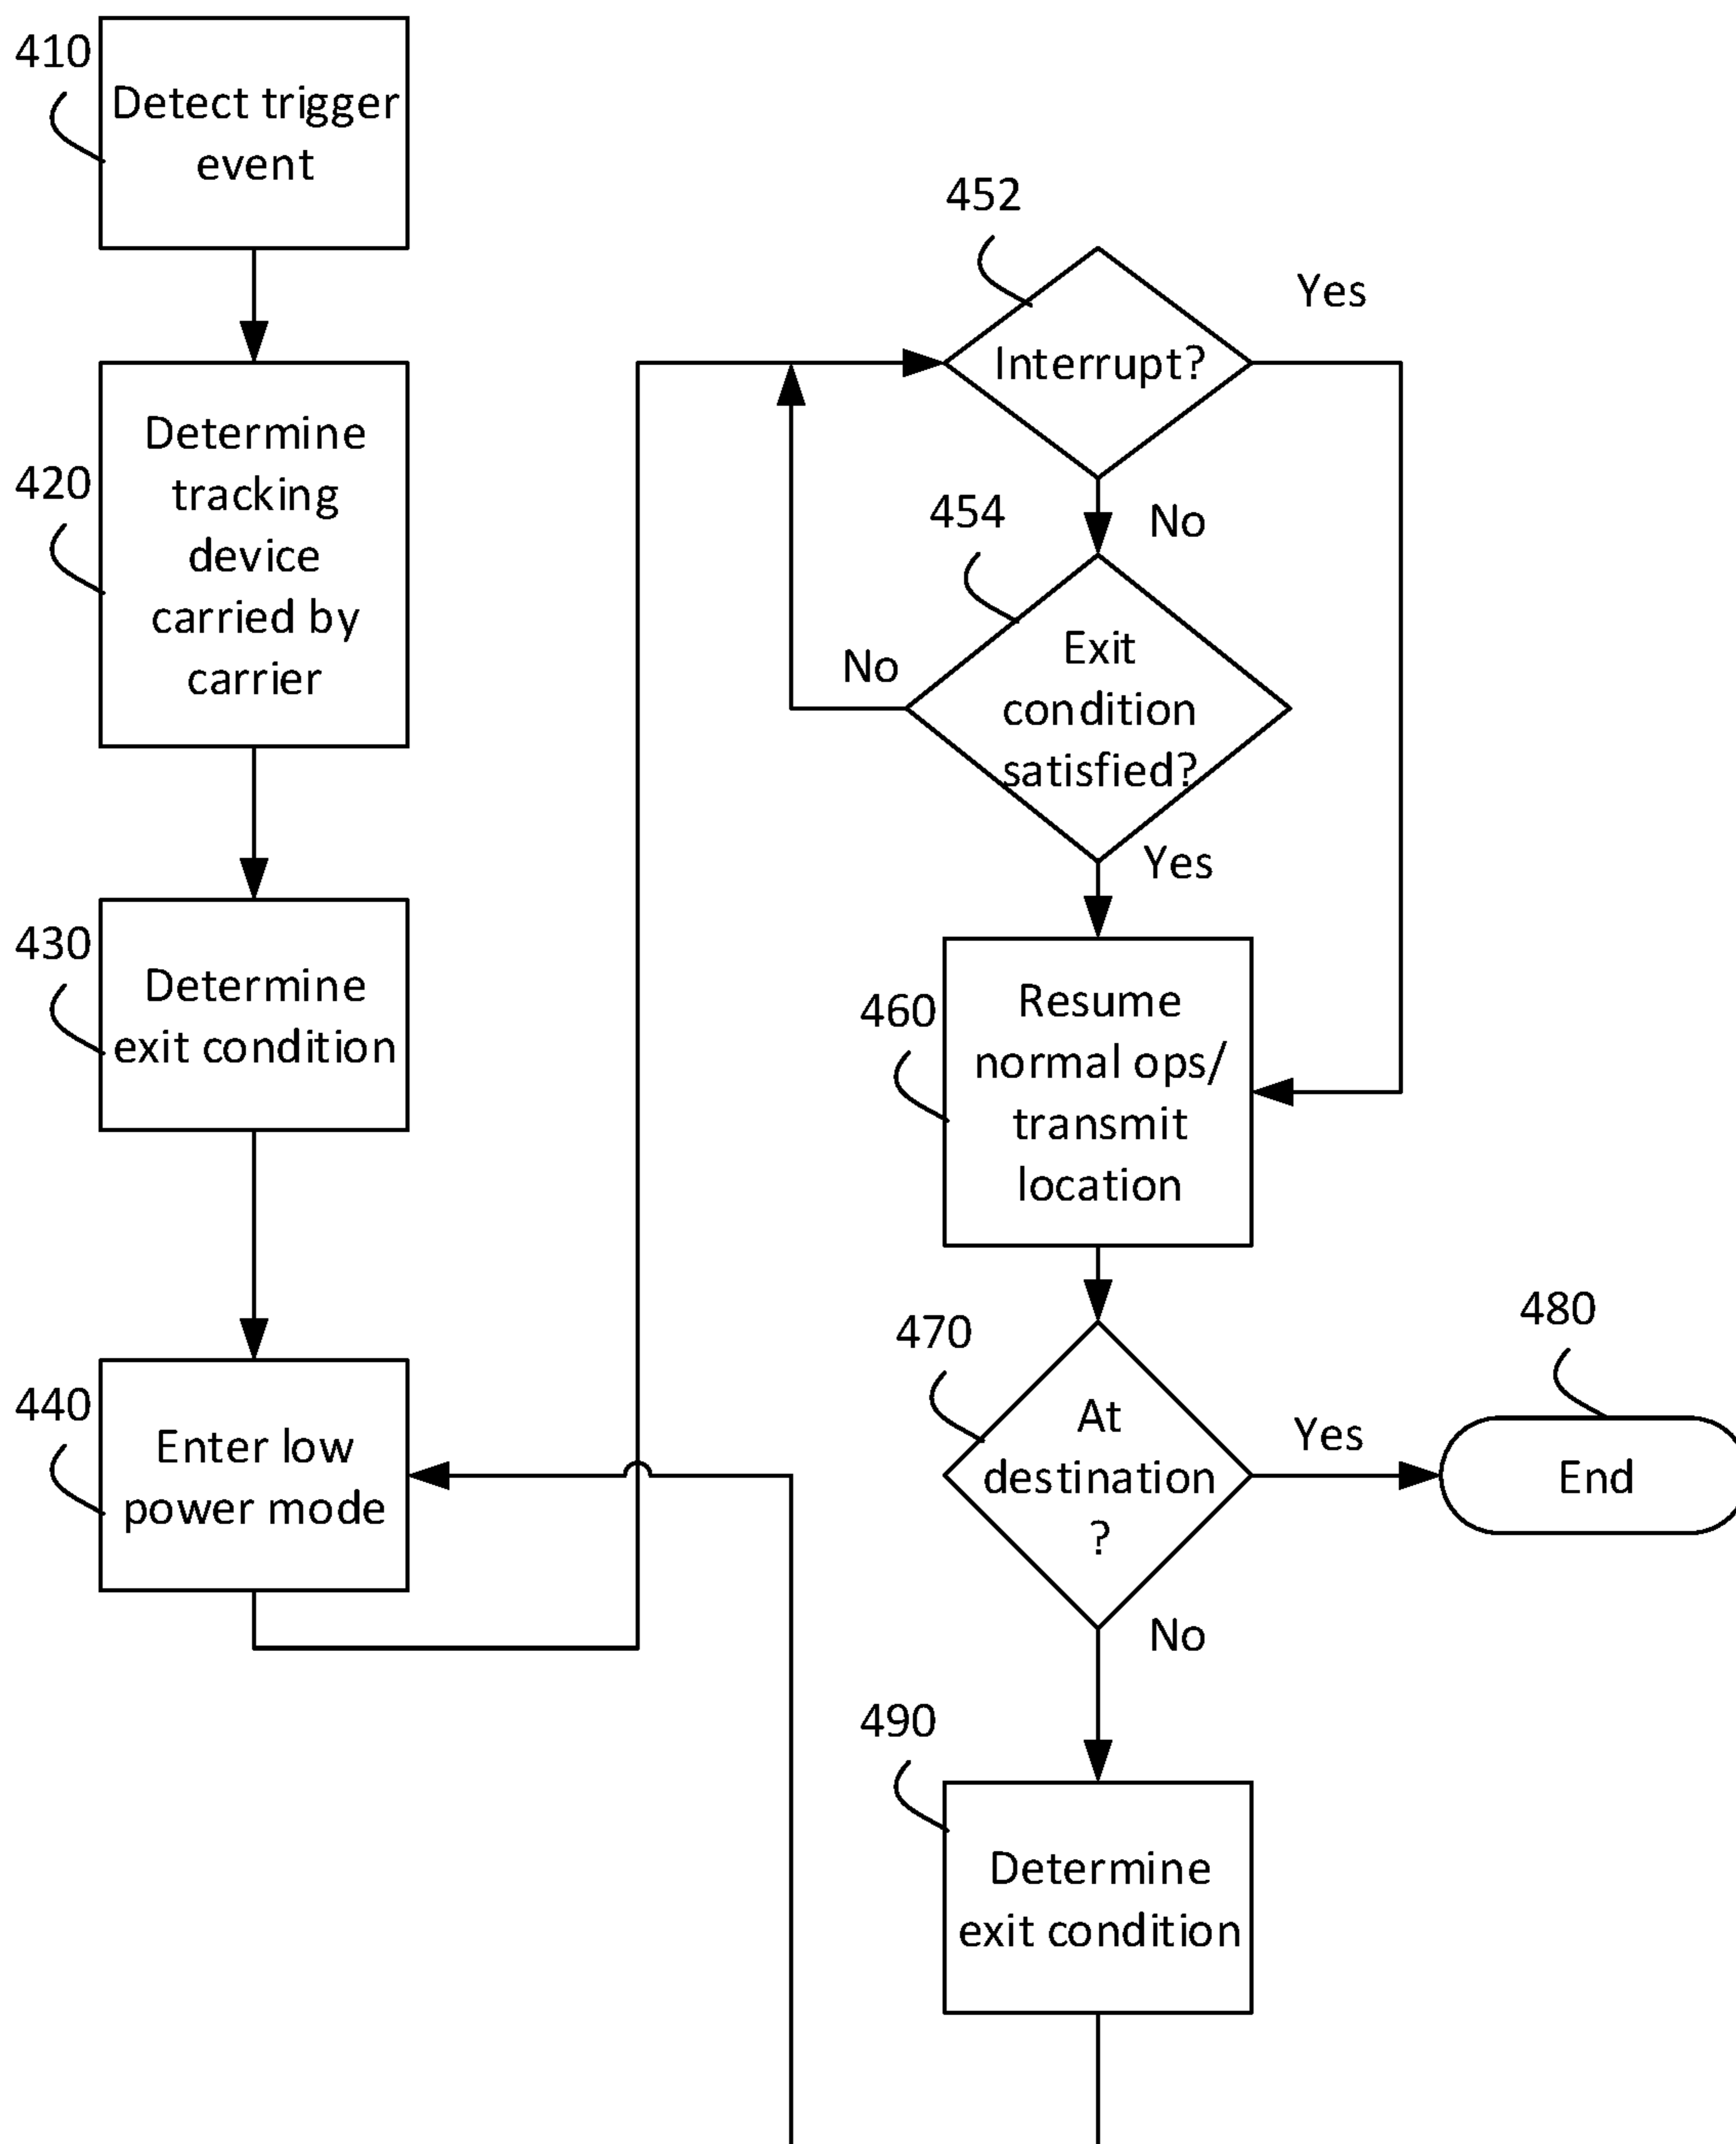 410
Detect trigger
event
420
Determine
tracking
device
carried by
carrier
430
Determine
exit condition
440
Enter low
power mode
452
Interrupt?
Yes
No
454
Exit
condition
satisfied?
No
Yes
460
Resume
normal ops/
transmit
location
470
At
destination
?
Yes
No
480
End
490
Determine
exit condition